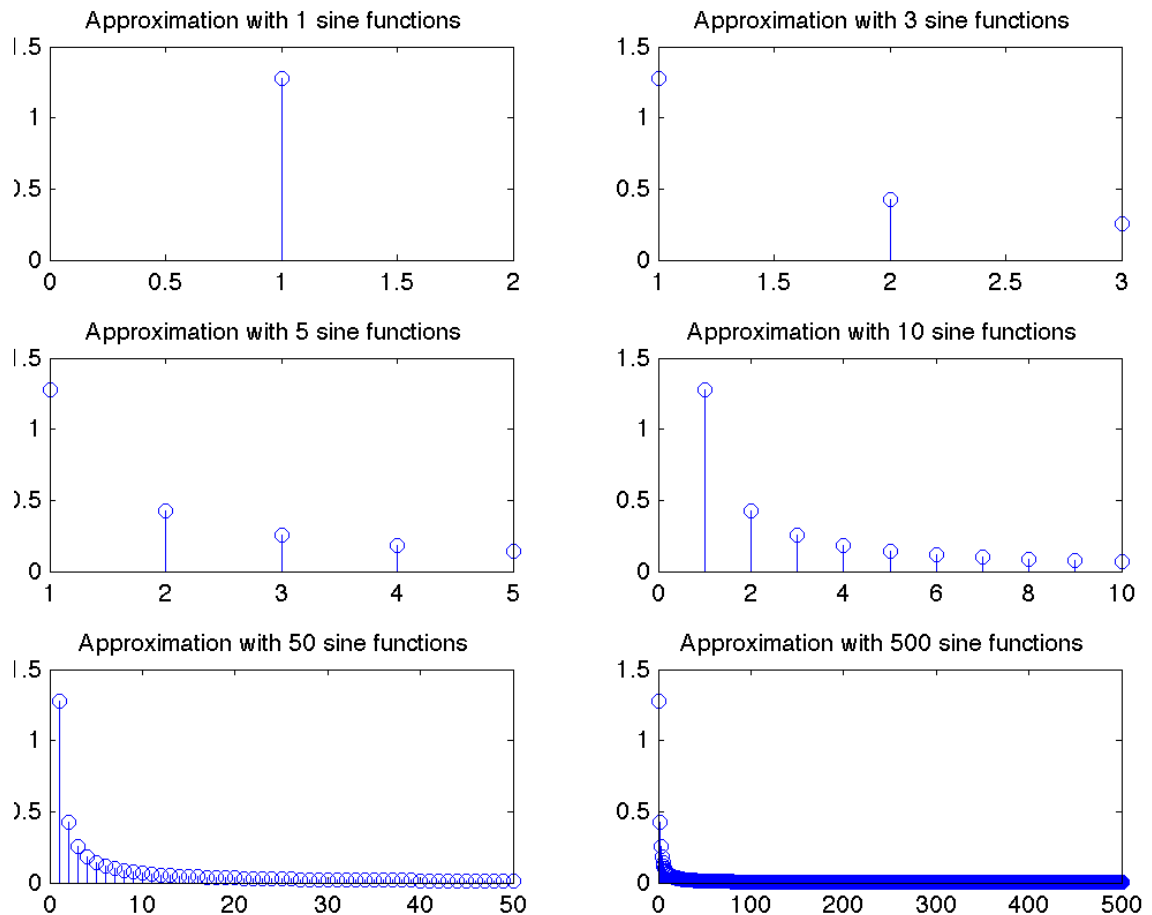 Approximation with 1 sine functions
1.5
1
0.5
0
0 0.5 1 1.5 2
Approximation with 3 sine functions
1.5
1
0.5
0
1 1.5 2 2.5 3
Approximation with 5 sine functions
1.5
1
0.5
0
1 2 3 4 5
Approximation with 10 sine functions
1.5
1
0.5
0
0 2 4 6 8 10
Approximation with 50 sine functions
1.5
1
0.5
0
0 10 20 30 40 50
Approximation with 500 sine functions
1.5
1
0.5
0
0 100 200 300 400 500